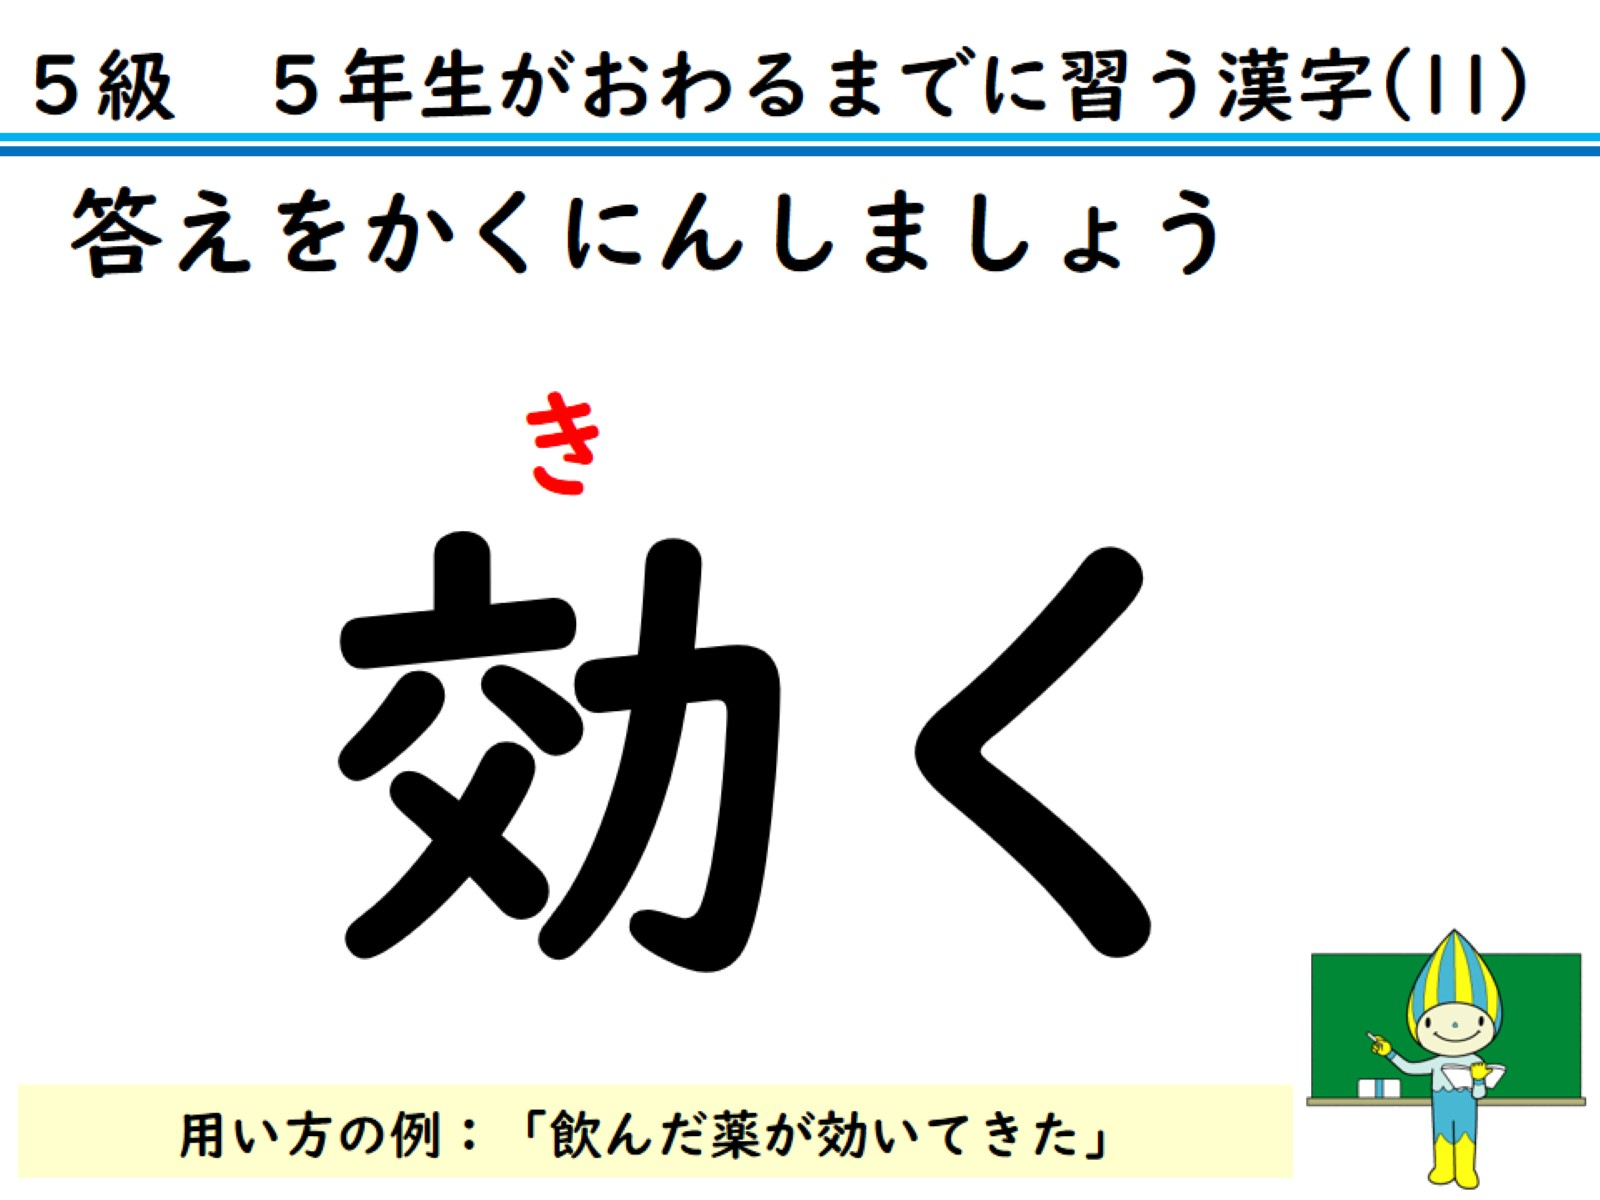 ５級　５年生がおわるまでに習う漢字(11)
答えをかくにんしましょう
き
効く
用い方の例：「飲んだ薬が効いてきた」